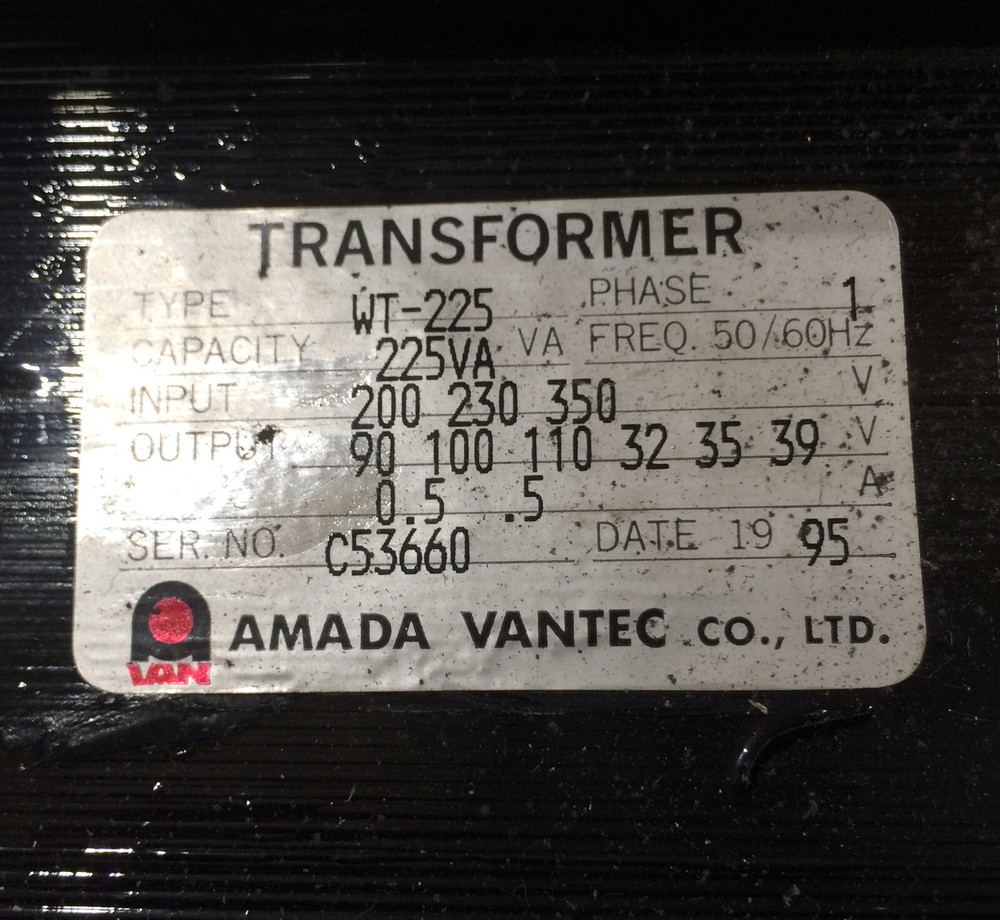 TRANSFORMER
TYPE WT-225 PHASE 1
CAPACITY 225VA VA FREQ. 50/60Hz
INPUT 200 230 350 V
OUTPUT 90 100 110 32 35 39 V
0.5 .5 A
SER. NO. C53660 DATE 19 95
VAN AMADA VANTEC CO., LTD.